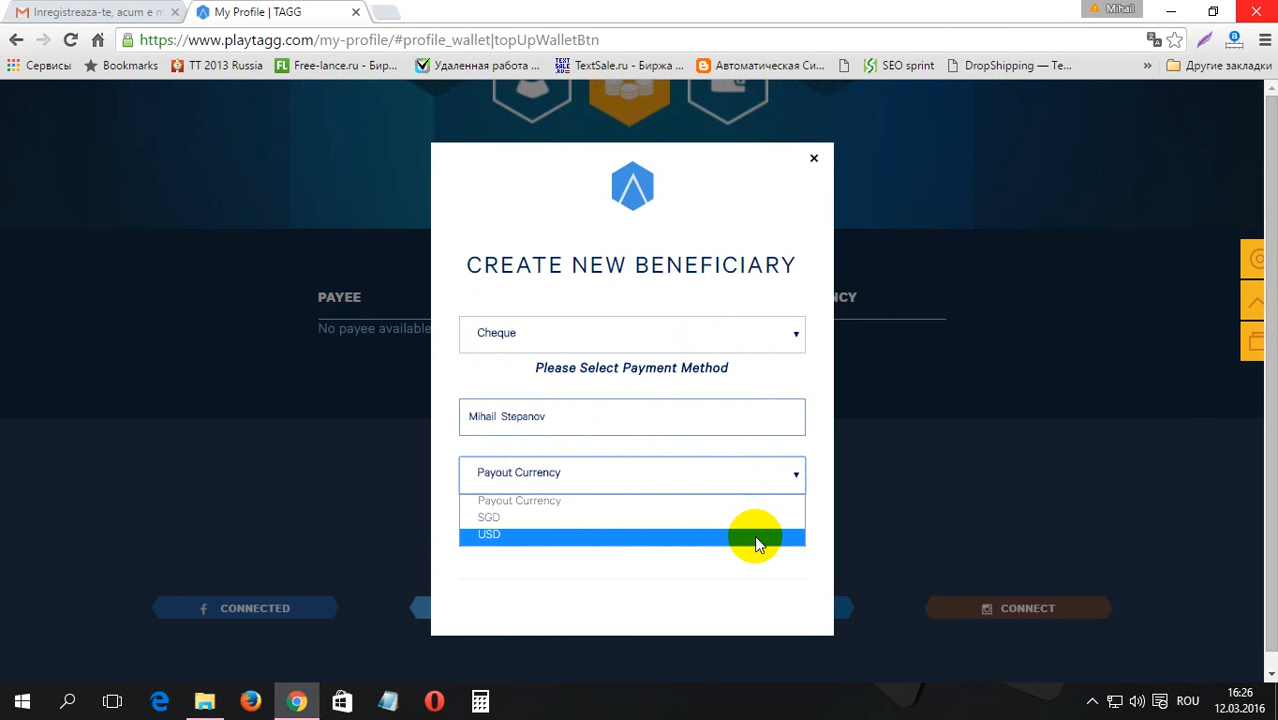 Inregistreaza-te, acum e m
My Profile | TAGG
Mihail
https://www.playtagg.com/my-profile/#profile_wallet|topUpWalletBtn
Сервисы
Bookmarks
TT 2013 Russia
Free-lance.ru - Бир...
Удаленная работа ...
TextSale.ru - Биржа ...
Автоматическая Си...
SEO sprint
DropShipping — Те...
»
Другие закладки
CREATE NEW BENEFICIARY
PAYEE
NCY
No payee available
Cheque
Please Select Payment Method
Mihail Stepanov
Payout Currency
Payout Currency
SGD
USD
CONNECTED
CONNECT
ROU
16:26
12.03.2016